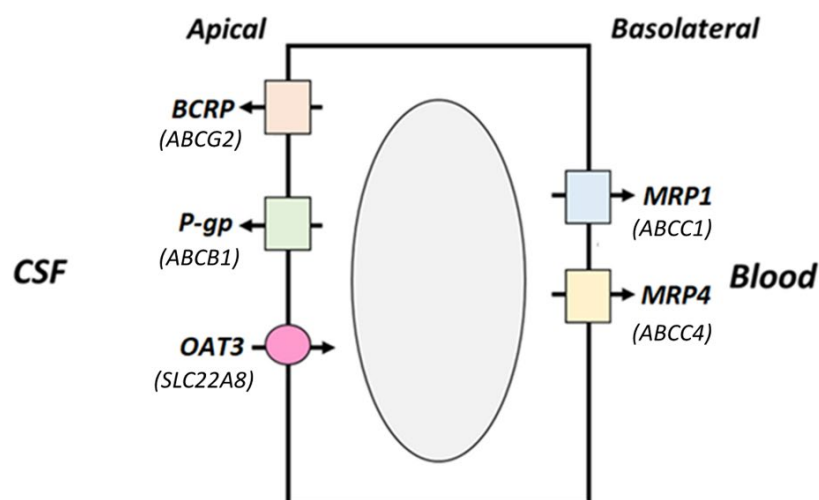 Apical
Basolateral
BCRP
(ABCG2)
P-gp
(ABCB1)
CSF
OAT3
(SLC22A8)
MRP1
(ABCC1)
Blood
MRP4
(ABCC4)